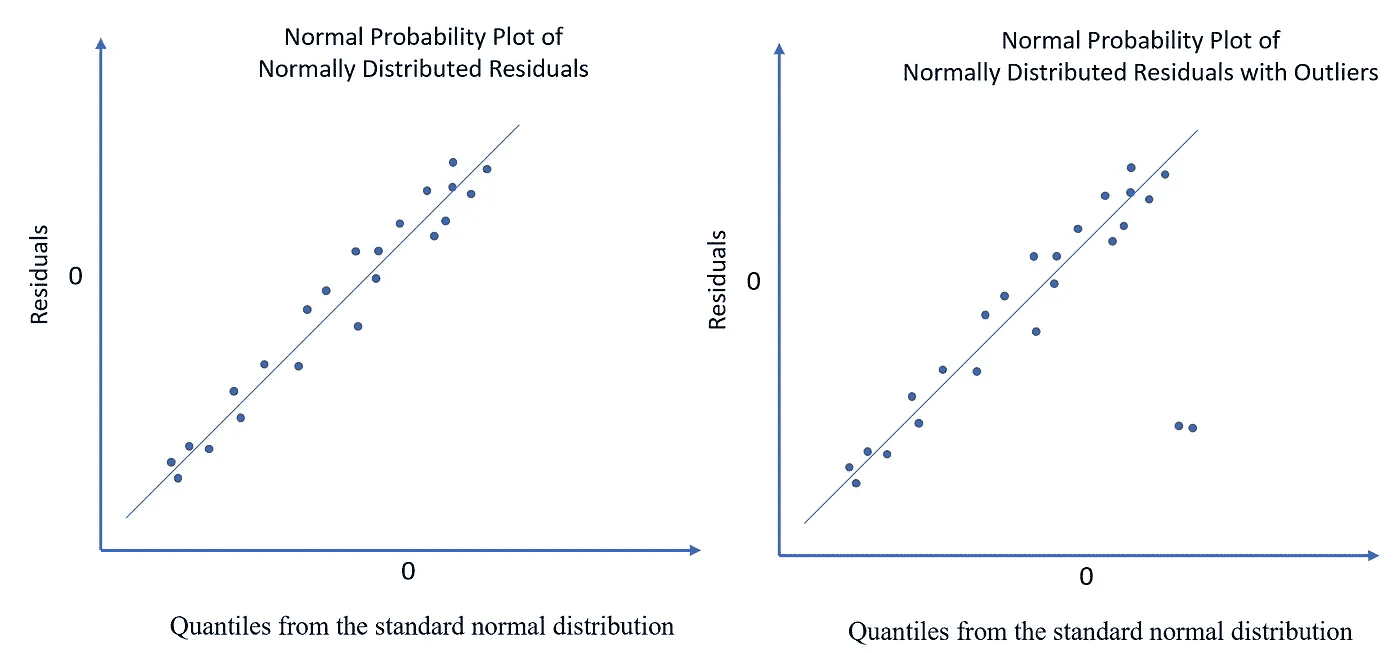 Normal Probability Plot of
Normally Distributed Residuals
Residuals
0
0
Quantiles from the standard normal distribution
Normal Probability Plot of
Normally Distributed Residuals with Outliers
Residuals
0
0
Quantiles from the standard normal distribution